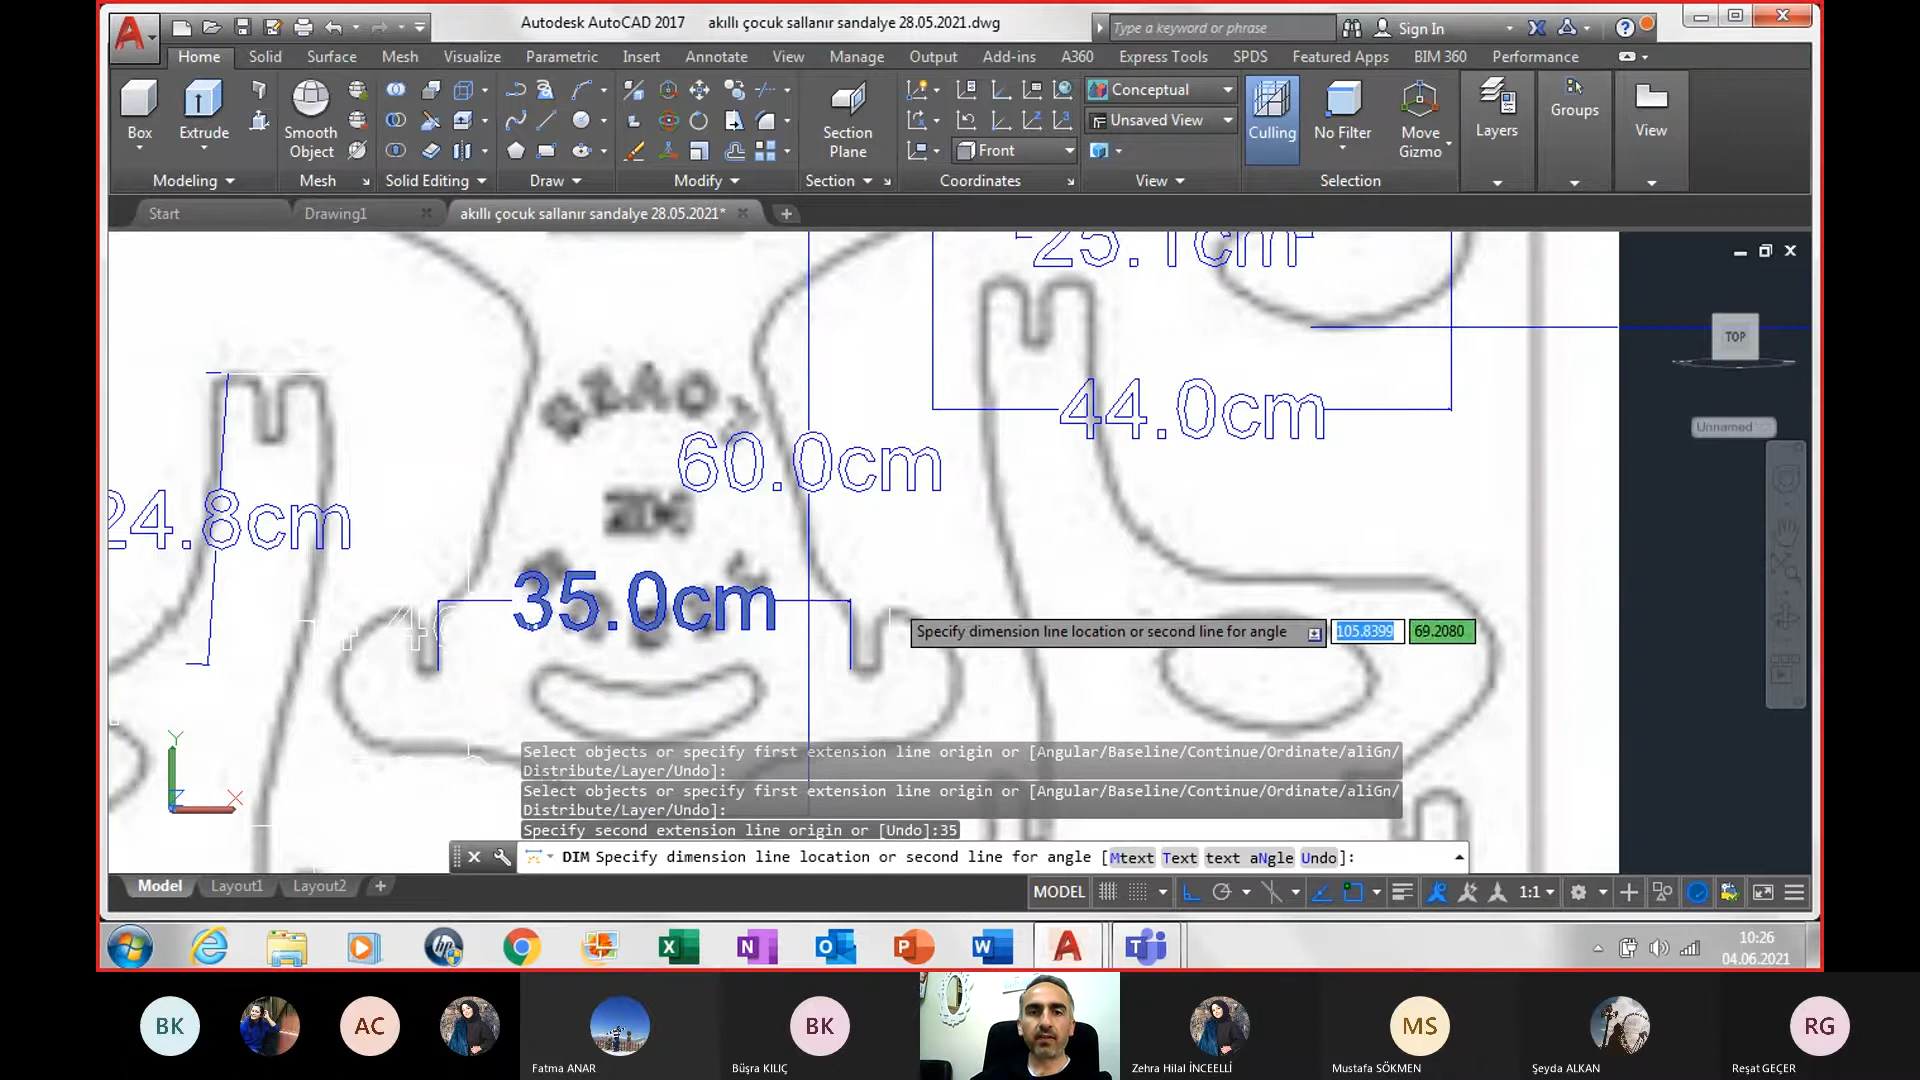 Autodesk AutoCAD 2017 akıllı çocuk sallanır sandalye 28.05.2021.dwg
Type a keyword or phrase
Sign In
Home Solid Surface Mesh Visualize Parametric Insert Annotate View Manage Output Add-ins A360 Express Tools SPDS Featured Apps BIM 360 Performance
Box
Extrude
Smooth Object
Section Plane
Conceptual
Unsaved View
Front
Culling
No Filter
Move Gizmo
Layers
Groups
View
Modeling Mesh Solid Editing Draw Modify Section Coordinates View Selection
Start Drawing1 akıllı çocuk sallanır sandalye 28.05.2021*
25.1cm
TOP
44.0cm
Unnamed
60.0cm
24.8cm
35.0cm
Specify dimension line location or second line for angle 105.8399 69.2080
Select objects or specify first extension line origin or [Angular/Baseline/Continue/Ordinate/aliGn/
Distribute/Layer/Undo]:
Select objects or specify first extension line origin or [Angular/Baseline/Continue/Ordinate/aliGn/
Distribute/Layer/Undo]:
Specify second extension line origin or [Undo]:35
DIM Specify dimension line location or second line for angle [Mtext Text text aNgle Undo]:
Y
X
Z
Model Layout1 Layout2
MODEL 1:1
10:26
04.06.2021
BK
AC
BK
MS
RG
Fatma ANAR
Büşra KILIÇ
Zehra Hilal İNCEELLİ
Mustafa SÖKMEN
Şeyda ALKAN
Reşat GEÇER